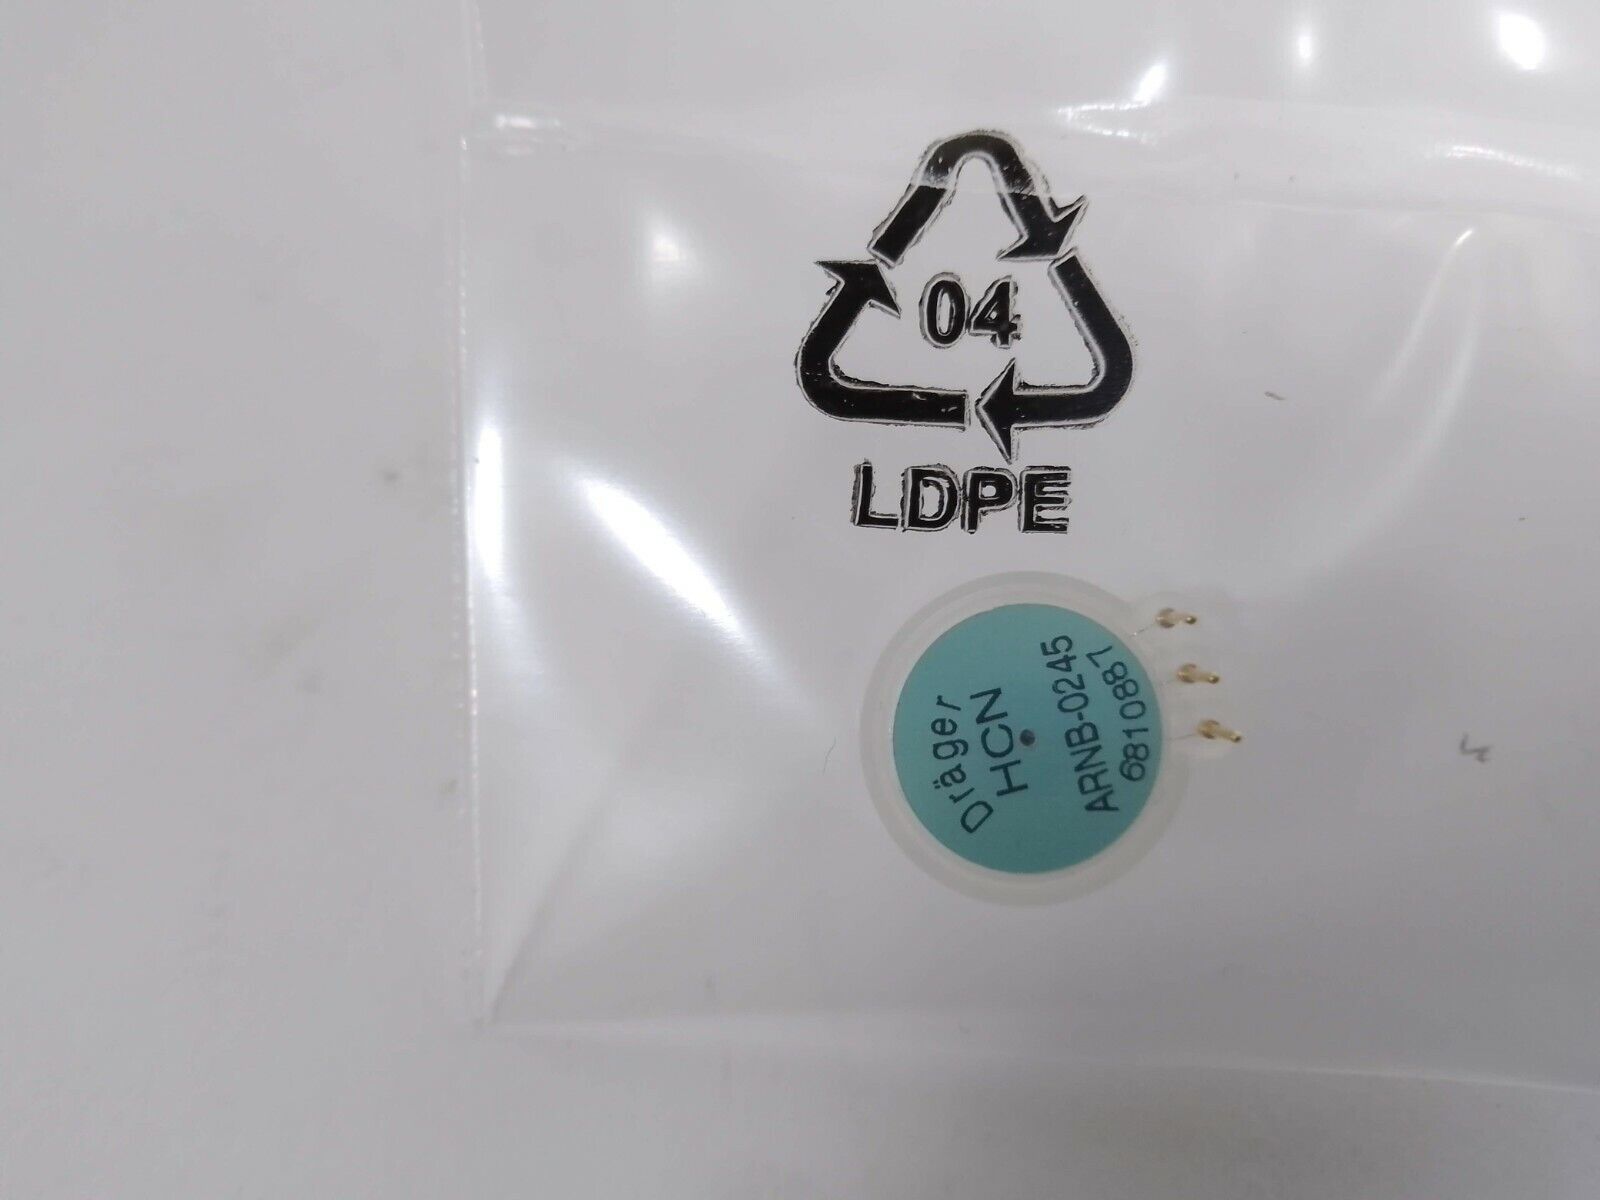 04
LDPE
Dräger
HCN
ARNB-0245
6810887